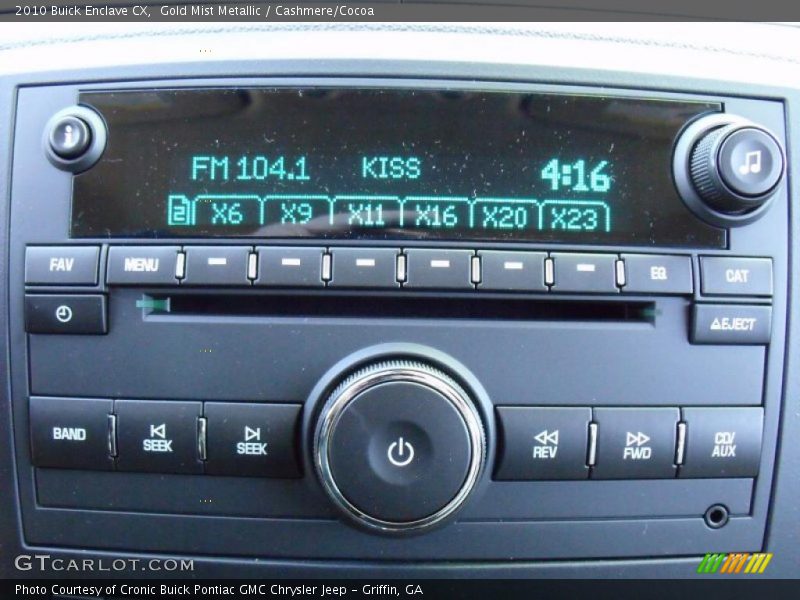 2010 Buick Enclave CX,  Gold Mist Metallic / Cashmere/Cocoa
i
FM 104.1 KISS 4:16
2 X6 X9 X11 X16 X20 X23
FAV MENU EQ CAT
△EJECT
BAND SEEK SEEK REV FWD CD/AUX
GTCARLOT.COM
Photo Courtesy of Cronic Buick Pontiac GMC Chrysler Jeep – Griffin, GA